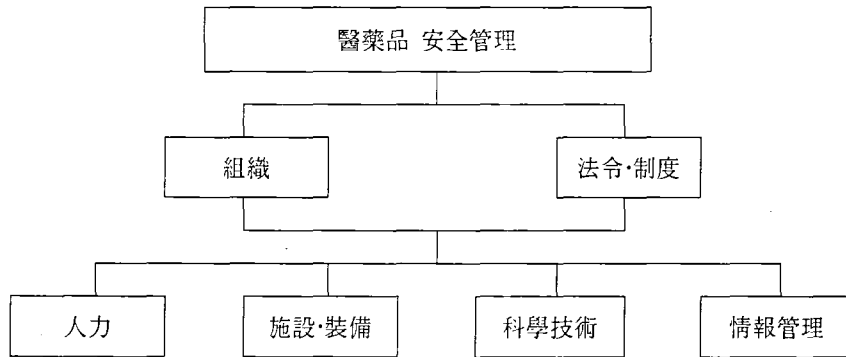 醫藥品 安全管理
組織
法令·制度
人力
施設·裝備
科學技術
情報管理